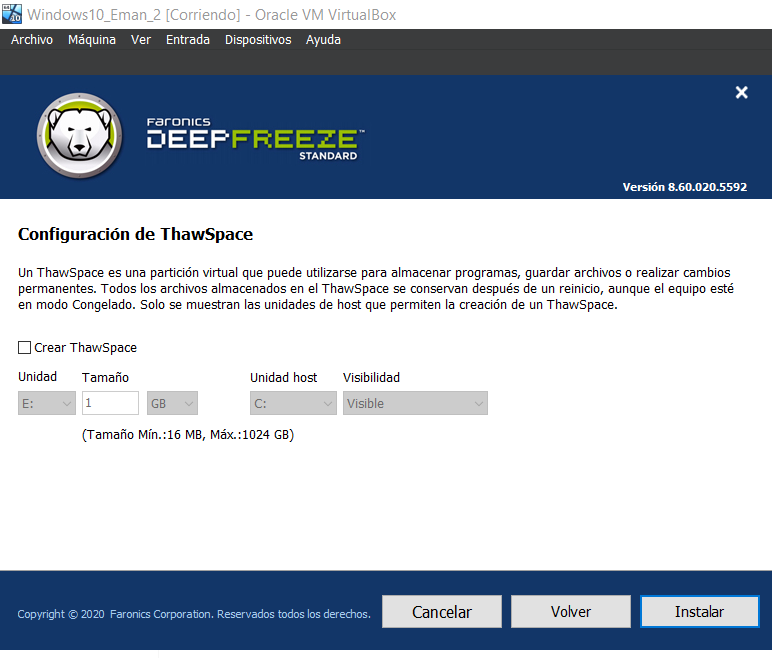 Windows10_Eman_2 [Corriendo] - Oracle VM VirtualBox
Archivo Máquina Ver Entrada Dispositivos Ayuda
Faronics
DEEPFREEZE™
STANDARD
Versión 8.60.020.5592
Configuración de ThawSpace
Un ThawSpace es una partición virtual que puede utilizarse para almacenar programas, guardar archivos o realizar cambios
permanentes. Todos los archivos almacenados en el ThawSpace se conservan después de un reinicio, aunque el equipo esté
en modo Congelado. Solo se muestran las unidades de host que permiten la creación de un ThawSpace.
Crear ThawSpace
Unidad Tamaño Unidad host Visibilidad
E: 1 GB C: Visible
(Tamaño Mín.:16 MB, Máx.:1024 GB)
Copyright © 2020 Faronics Corporation. Reservados todos los derechos. Cancelar Volver Instalar